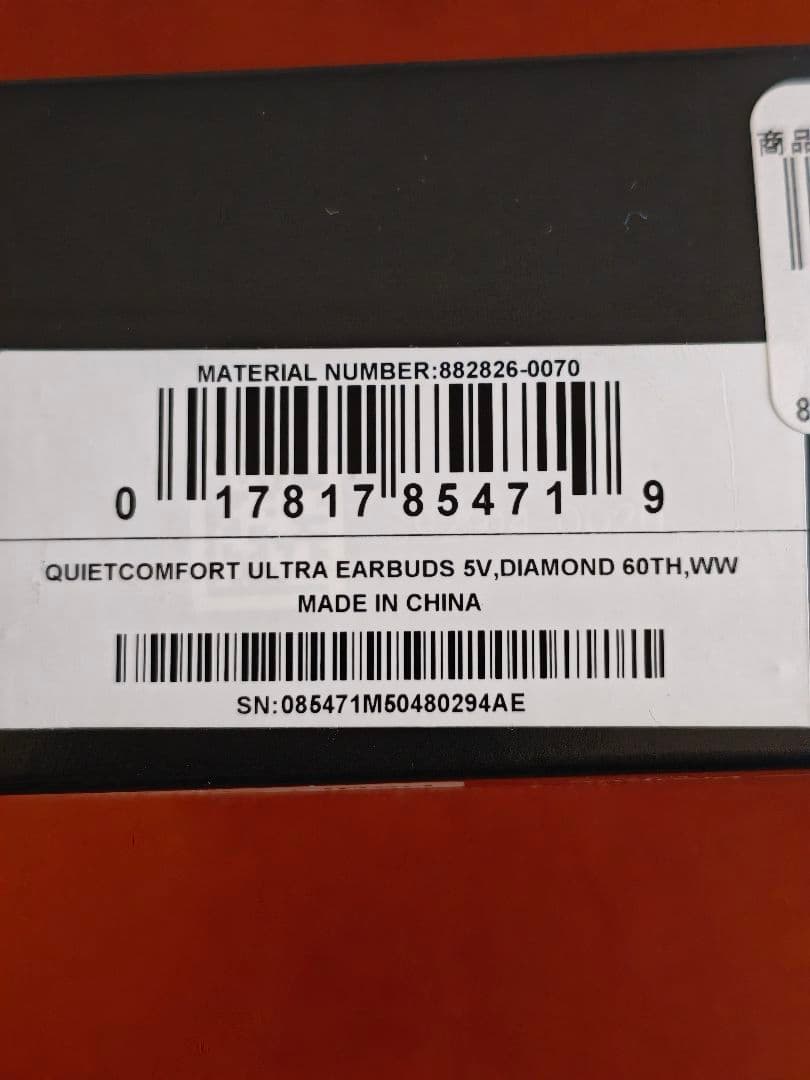 商品
MATERIAL NUMBER:882826-0070
0 17817 85471 9
8
QUIETCOMFORT ULTRA EARBUDS 5V,DIAMOND 60TH,WW
MADE IN CHINA
SN:085471M50480294AE